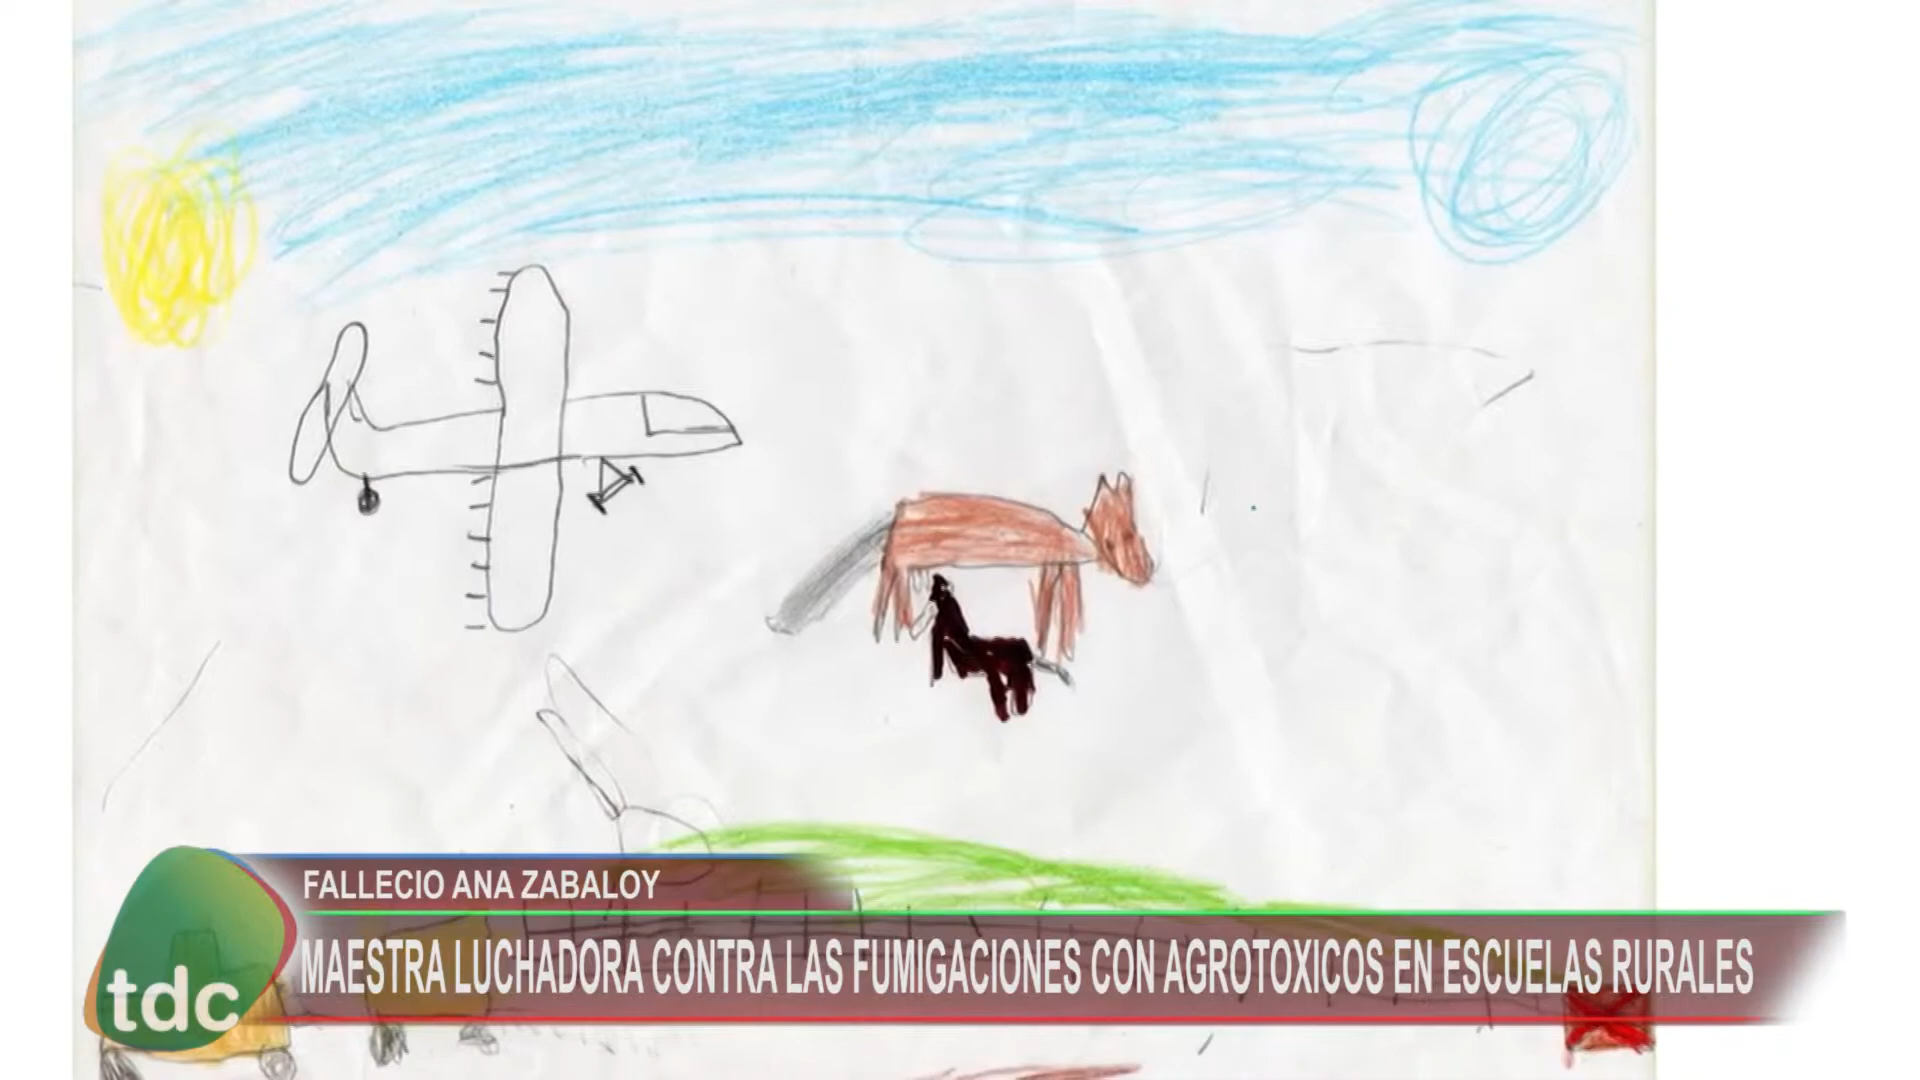 FALLECIO ANA ZABALOY
MAESTRA LUCHADORA CONTRA LAS FUMIGACIONES CON AGROTOXICOS EN ESCUELAS RURALES
tdc